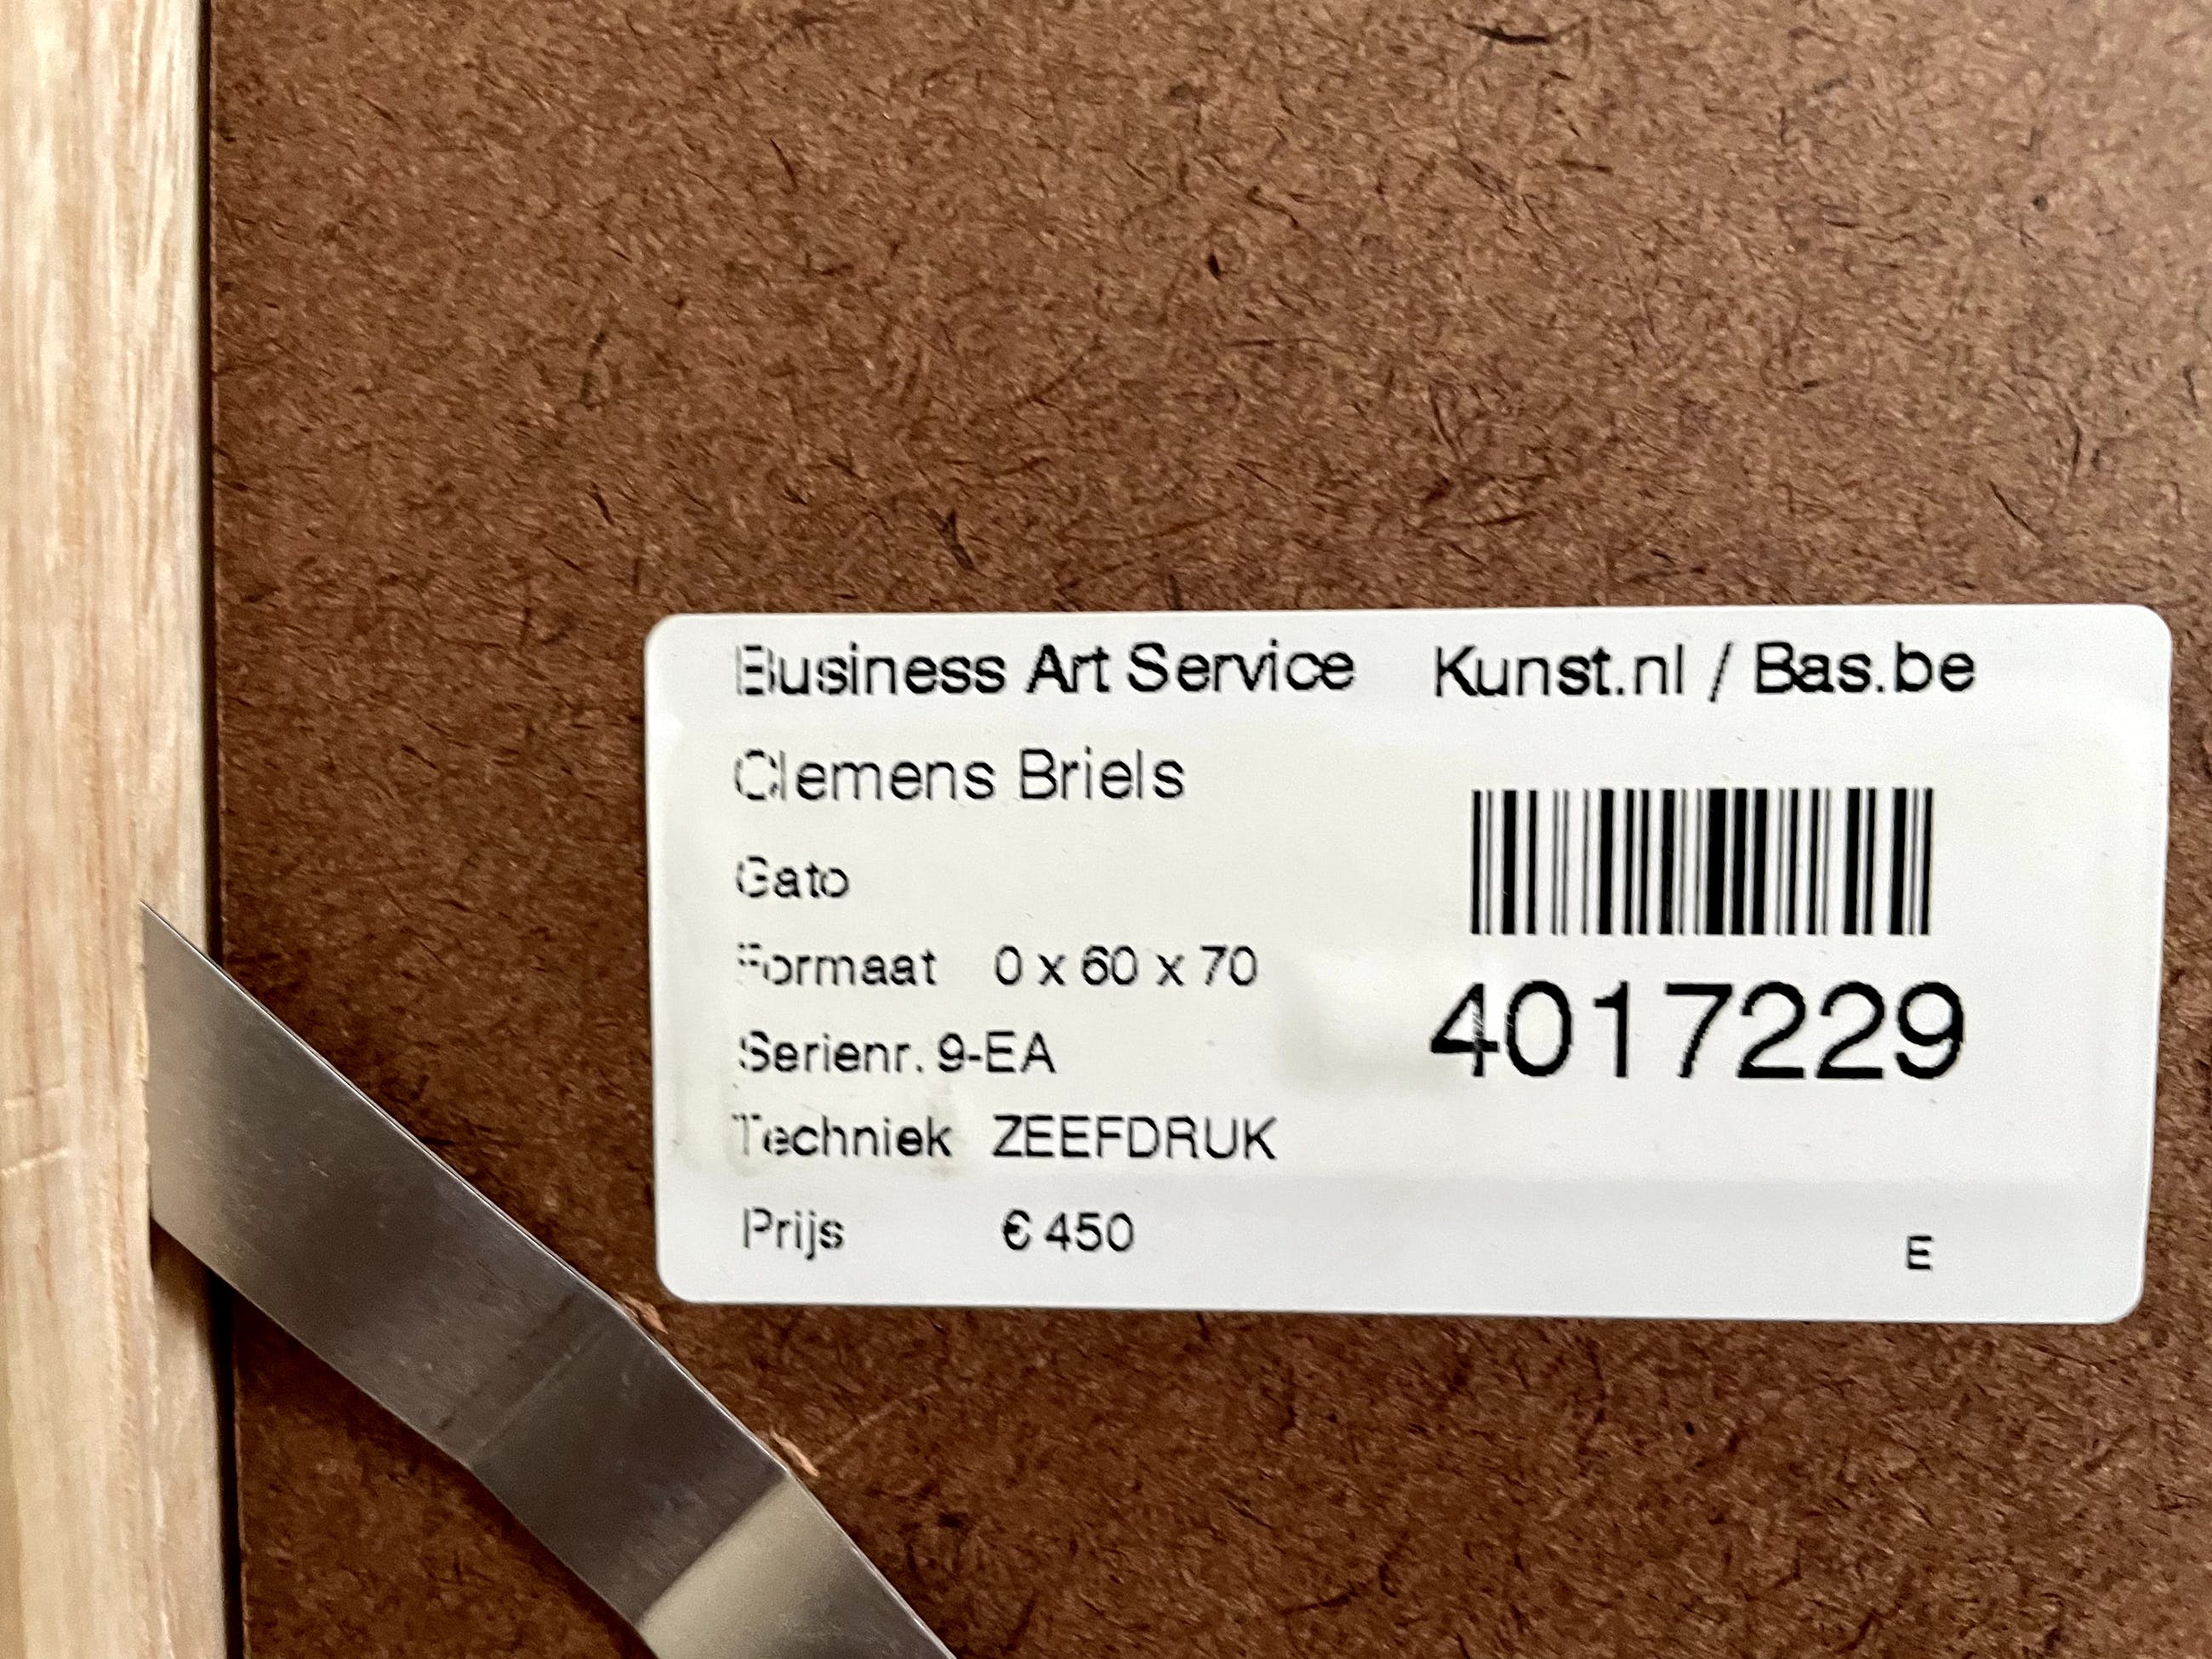 Business Art Service Kunst.nl / Bas.be
Clemens Briels
Gato
Formaat 0 x 60 x 70
4017229
Serienr. 9-EA
Techniek ZEEFDRUK
Prijs € 450
E